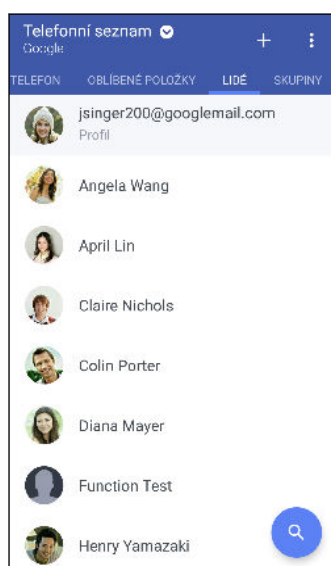 Telefonní seznam
Google
TELEFON OBLÍBENÉ POLOŽKY LIDÉ SKUPINY
jsinger200@googlemail.com
Profil
Angela Wang
April Lin
Claire Nichols
Colin Porter
Diana Mayer
Function Test
Henry Yamazaki